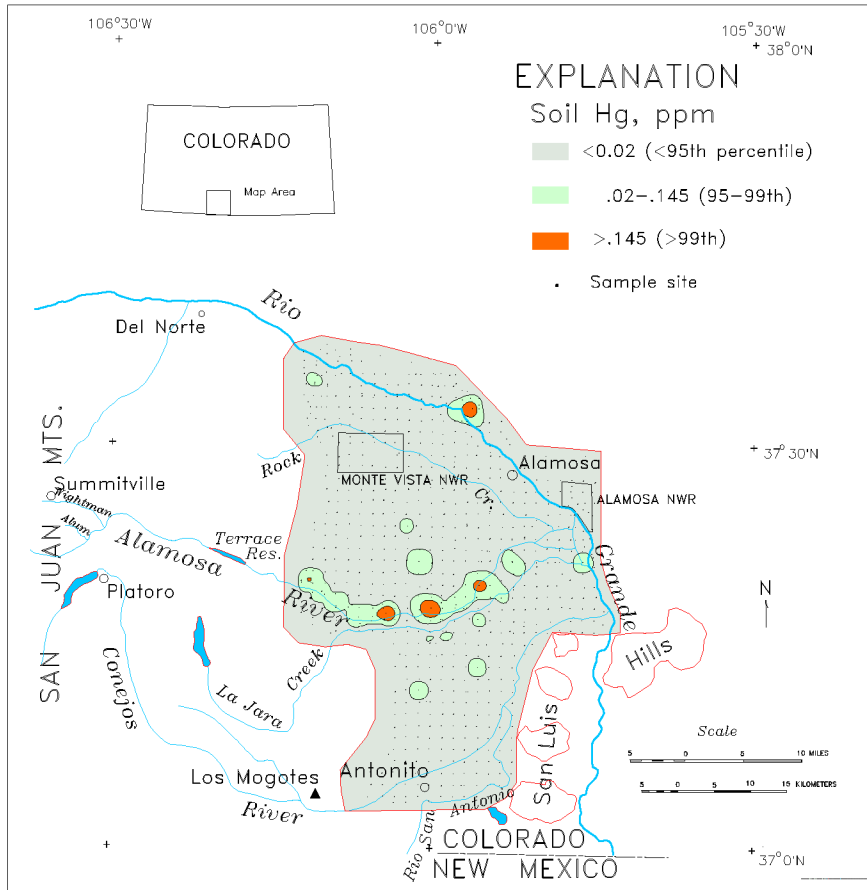 106°30'W
106°0'W
105°30'W
38°0'N
EXPLANATION
Soil Hg, ppm
<0.02 (<95th percentile)
.02-.145 (95-99th)
>.145 (>99th)
Sample site
COLORADO
Map Area
Rio
Del Norte
37°30'N
SAN JUAN MTS.
Rock
Cr.
MONTE VISTA NWR
Alamosa
ALAMOSA NWR
Summitville
Wightman
Alum
Alamosa
Terrace
Res.
River
Grande
Platoro
N
Hills
Conejos
La Jara
Creek
San Luis
Scale
5 0 5 10 MILES
5 0 5 10 15 KILOMETERS
Los Mogotes
Antonito
River
Rio San
Antonio
COLORADO
NEW MEXICO
37°0'N